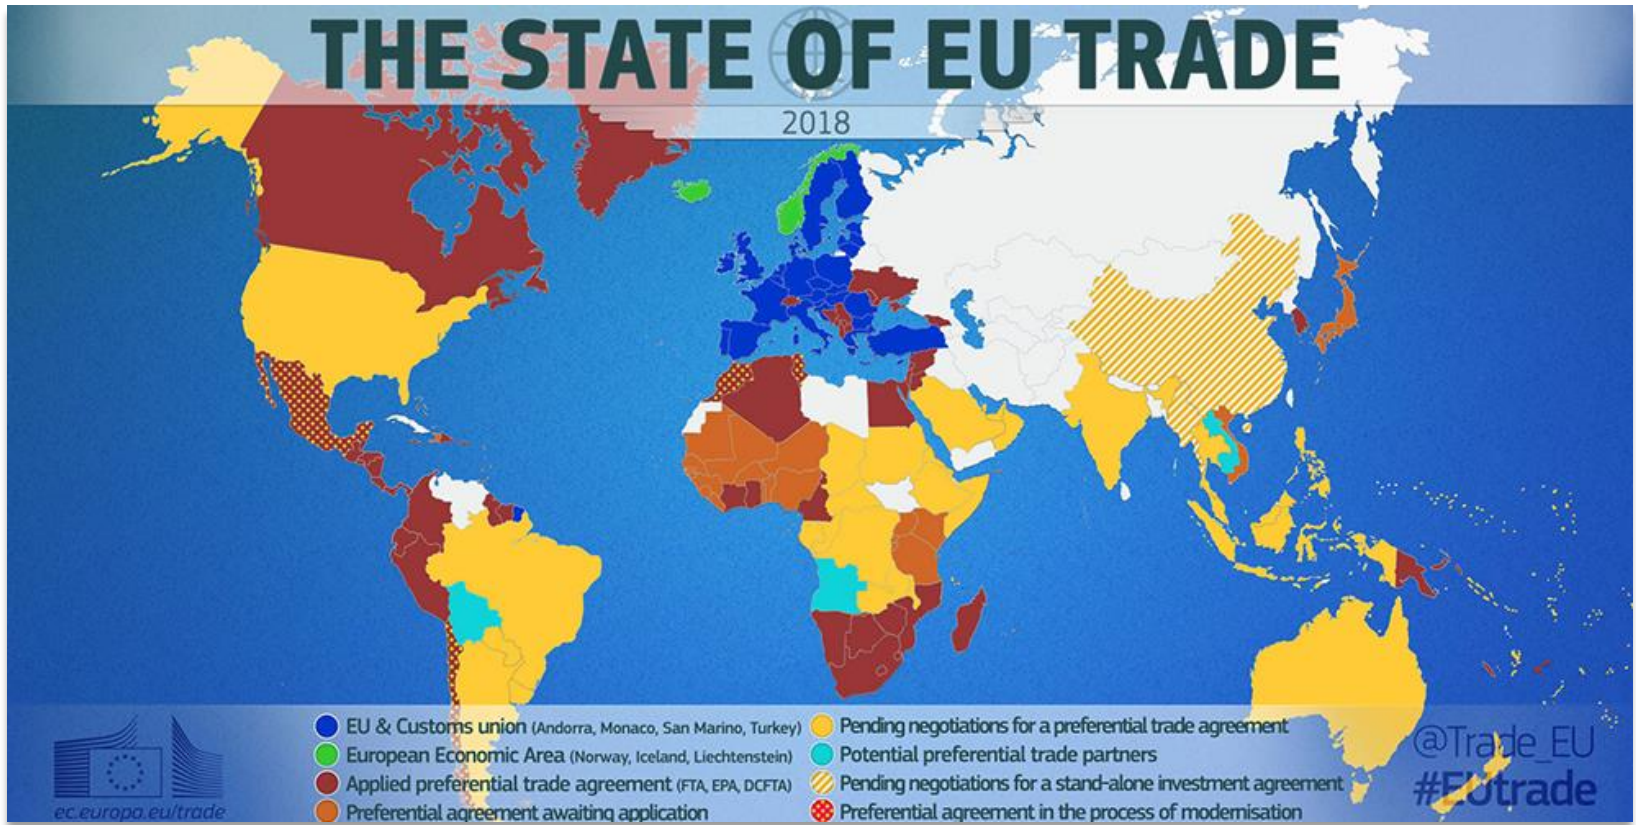 THE STATE OF EU TRADE
2018
EU & Customs union (Andorra, Monaco, San Marino, Turkey)
European Economic Area (Norway, Iceland, Liechtenstein)
Applied preferential trade agreement (FTA, EPA, DCFTA)
Preferential agreement awaiting application
Pending negotiations for a preferential trade agreement
Potential preferential trade partners
Pending negotiations for a stand-alone investment agreement
Preferential agreement in the process of modernisation
ec.europa.eu/trade
@Trade_EU
#EUtrade